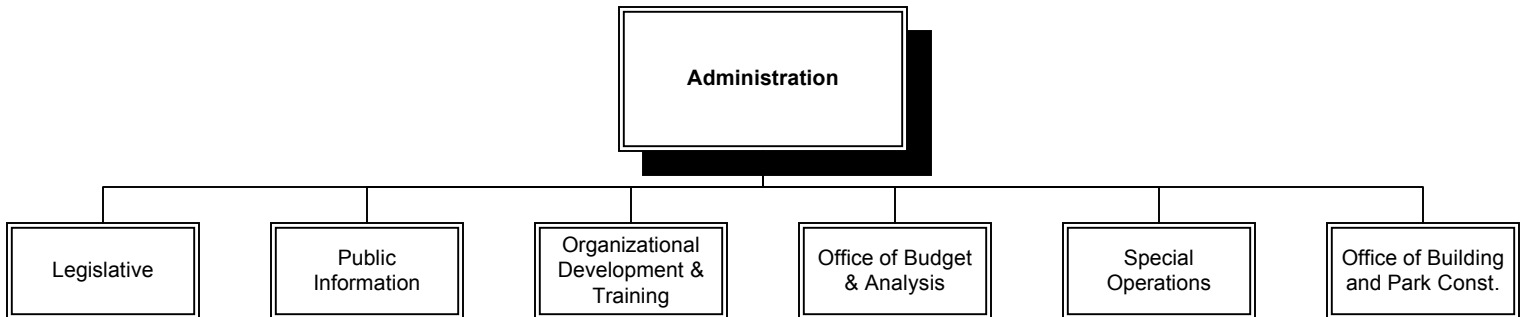 Administration
Legislative
Public
Information
Organizational
Development &
Training
Office of Budget
& Analysis
Special
Operations
Office of Building
and Park Const.